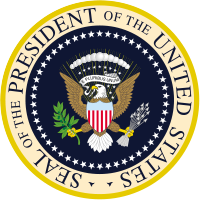 SEAL OF THE PRESIDENT OF THE UNITED STATES
E PLURIBUS UNUM